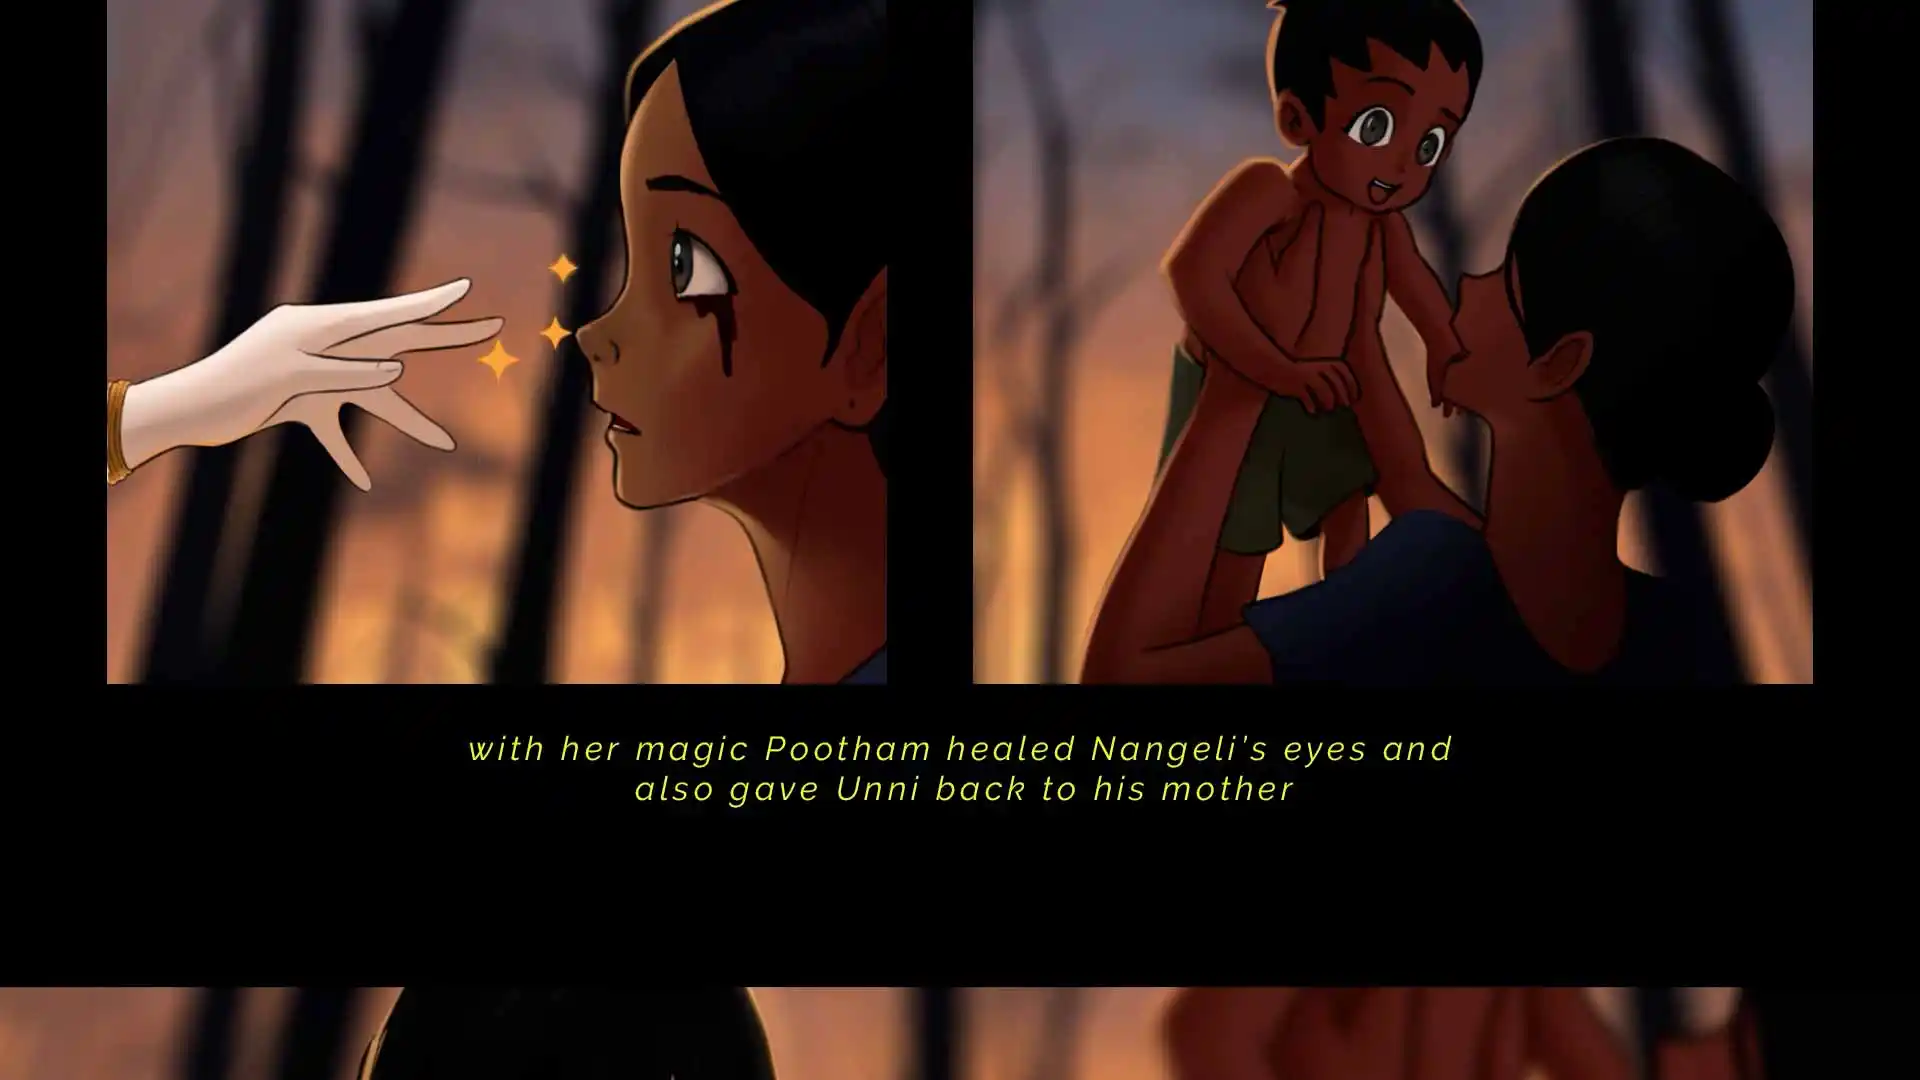 with her magic Pootham healed Nangeli's eyes and
also gave Unni back to his mother